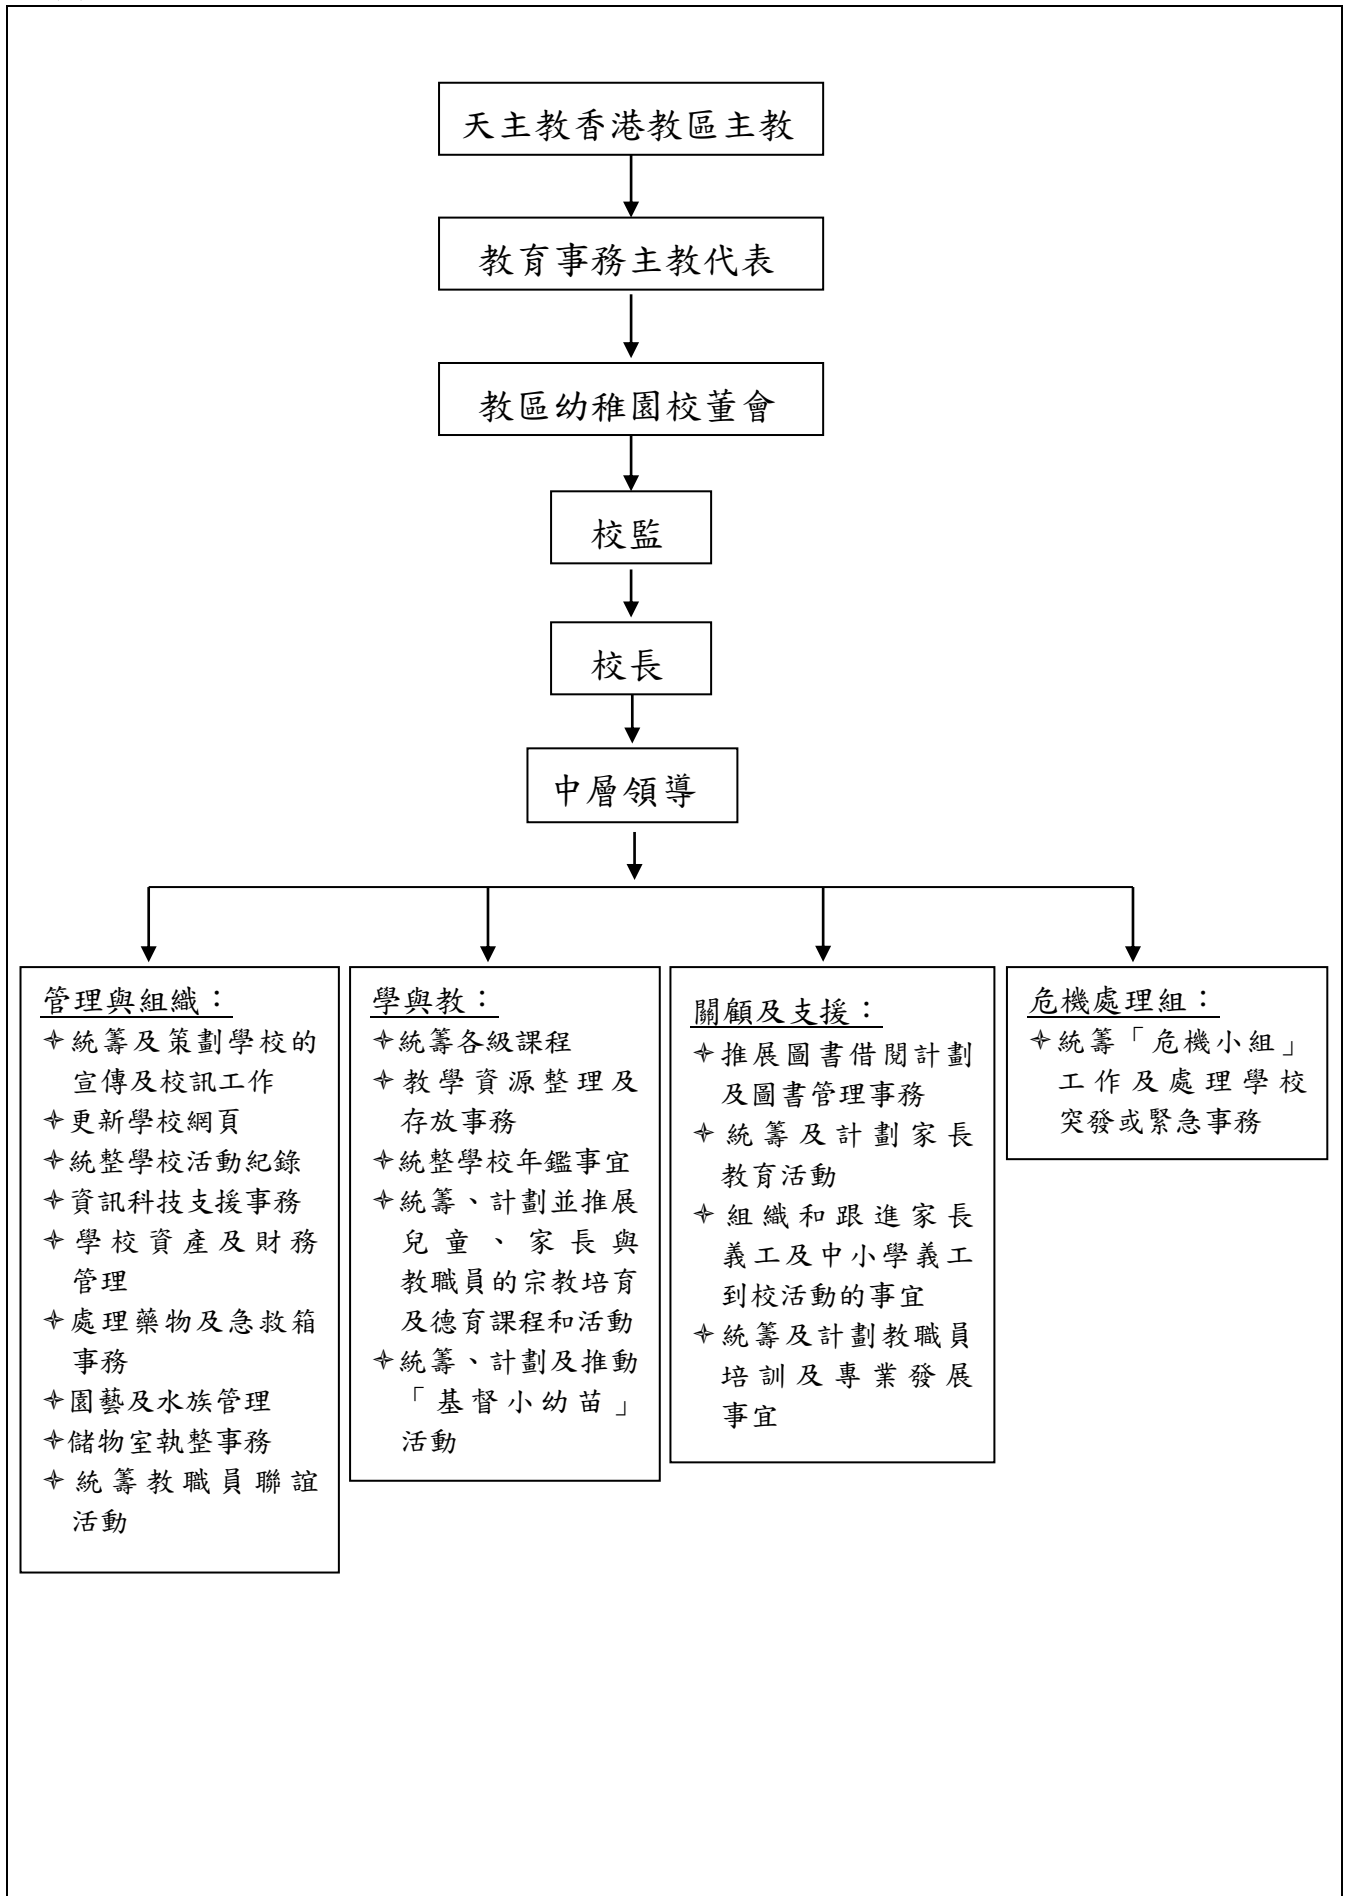 天主教香港教區主教
教育事務主教代表
教區幼稚園校董會
校監
校長
中層領導
管理與組織：
✧統籌及策劃學校的
宣傳及校訊工作
✧更新學校網頁
✧統整學校活動紀錄
✧資訊科技支援事務
✧學校資產及財務
管理
✧處理藥物及急救箱
事務
✧園藝及水族管理
✧儲物室執整事務
✧統籌教職員聯誼
活動
學與教：
✧統籌各級課程
✧教學資源整理及
存放事務
✧統整學校年鑑事宜
✧統籌、計劃並推展
兒童、家長與
教職員的宗教培育
及德育課程和活動
✧統籌、計劃及推動
「基督小幼苗」
活動
關顧及支援：
✧推展圖書借閱計劃
及圖書管理事務
✧統籌及計劃家長
教育活動
✧組織和跟進家長
義工及中小學義工
到校活動的事宜
✧統籌及計劃教職員
培訓及專業發展
事宜
危機處理組：
✧統籌「危機小組」
工作及處理學校
突發或緊急事務